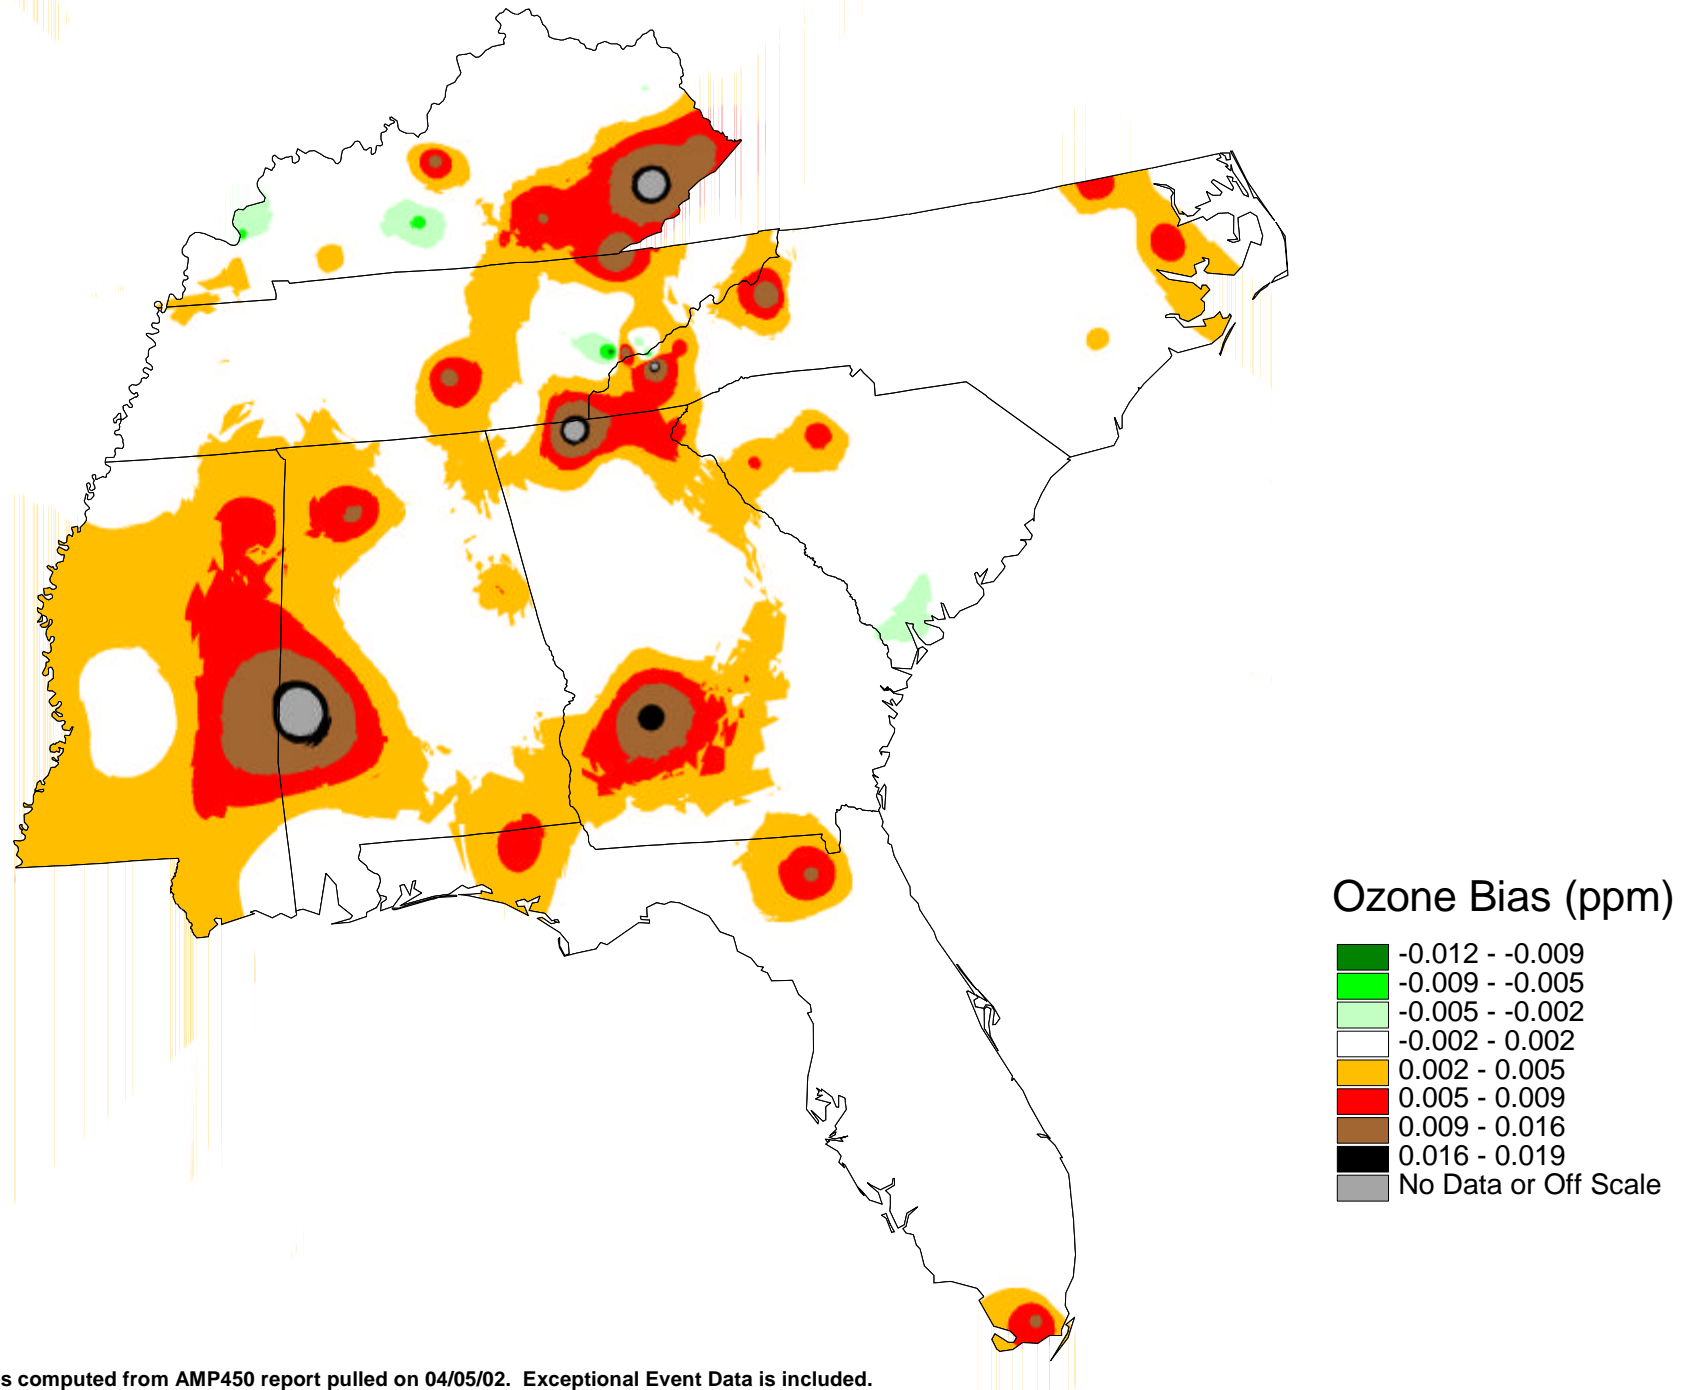 Ozone Bias (ppm)
-0.012 - -0.009
-0.009 - -0.005
-0.005 - -0.002
-0.002 - 0.002
0.002 - 0.005
0.005 - 0.009
0.009 - 0.016
0.016 - 0.019
No Data or Off Scale
s computed from AMP450 report pulled on 04/05/02. Exceptional Event Data is included.